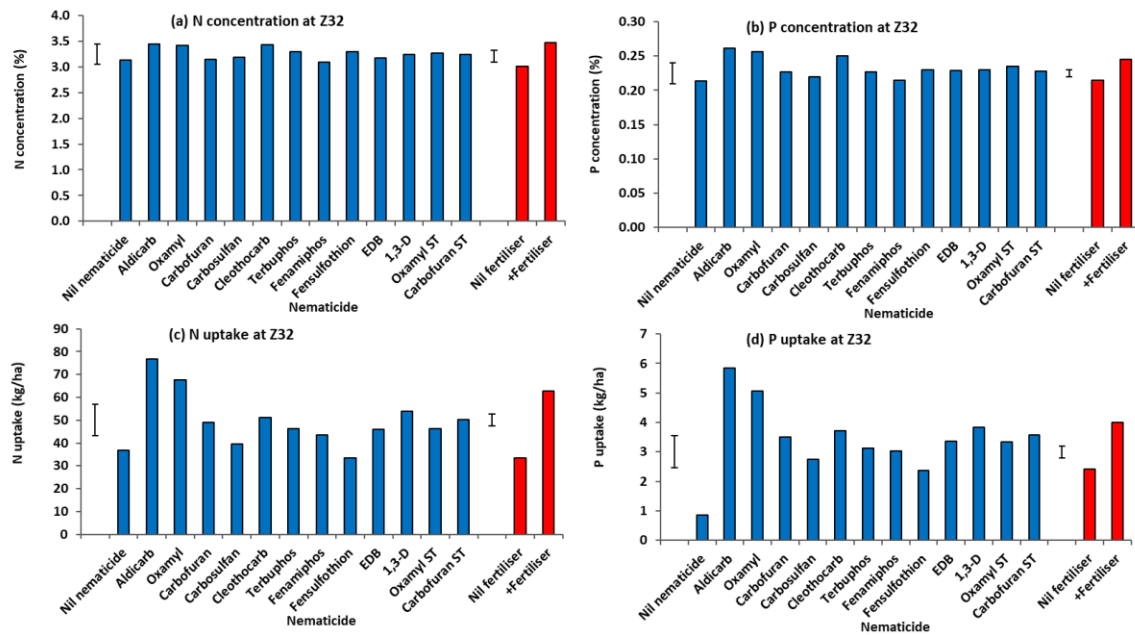 (a) N concentration at Z32
N concentration (%)
4.0
3.5
3.0
2.5
2.0
1.5
1.0
0.5
0.0
Nil nematicide
Aldicarb
Oxamyl
Carbofuran
Carbosulfan
Cleothocarb
Terbuphos
Fenamiphos
Fensulfothion
EDB
1,3-D
Oxamyl ST
Carbofuran ST
Nil fertiliser
+Fertiliser
Nematicide
(b) P concentration at Z32
P concentration (%)
0.30
0.25
0.20
0.15
0.10
0.05
0.00
Nil nematicide
Aldicarb
Oxamyl
Carbofuran
Carbosulfan
Cleothocarb
Terbuphos
Fenamiphos
Fensulfothion
EDB
1,3-D
Oxamyl ST
Carbofuran ST
Nil fertiliser
+Fertiliser
Nematicide
(c) N uptake at Z32
N uptake (kg/ha)
90
80
70
60
50
40
30
20
10
0
Nil nematicide
Aldicarb
Oxamyl
Carbofuran
Carbosulfan
Cleothocarb
Terbuphos
Fenamiphos
Fensulfothion
EDB
1,3-D
Oxamyl ST
Carbofuran ST
Nil fertiliser
+Fertiliser
Nematicide
(d) P uptake at Z32
P uptake (kg/ha)
7
6
5
4
3
2
1
0
Nil nematicide
Aldicarb
Oxamyl
Carbofuran
Carbosulfan
Cleothocarb
Terbuphos
Fenamiphos
Fensulfothion
EDB
1,3-D
Oxamyl ST
Carbofuran ST
Nil fertiliser
+Fertiliser
Nematicide